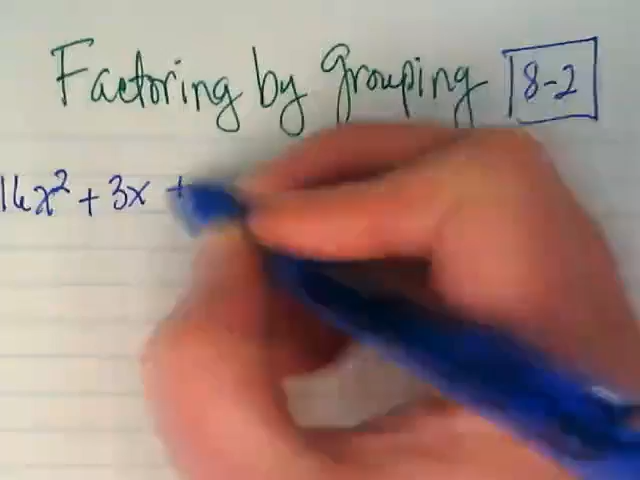 Factoring by grouping 8-2
14x² + 3x +